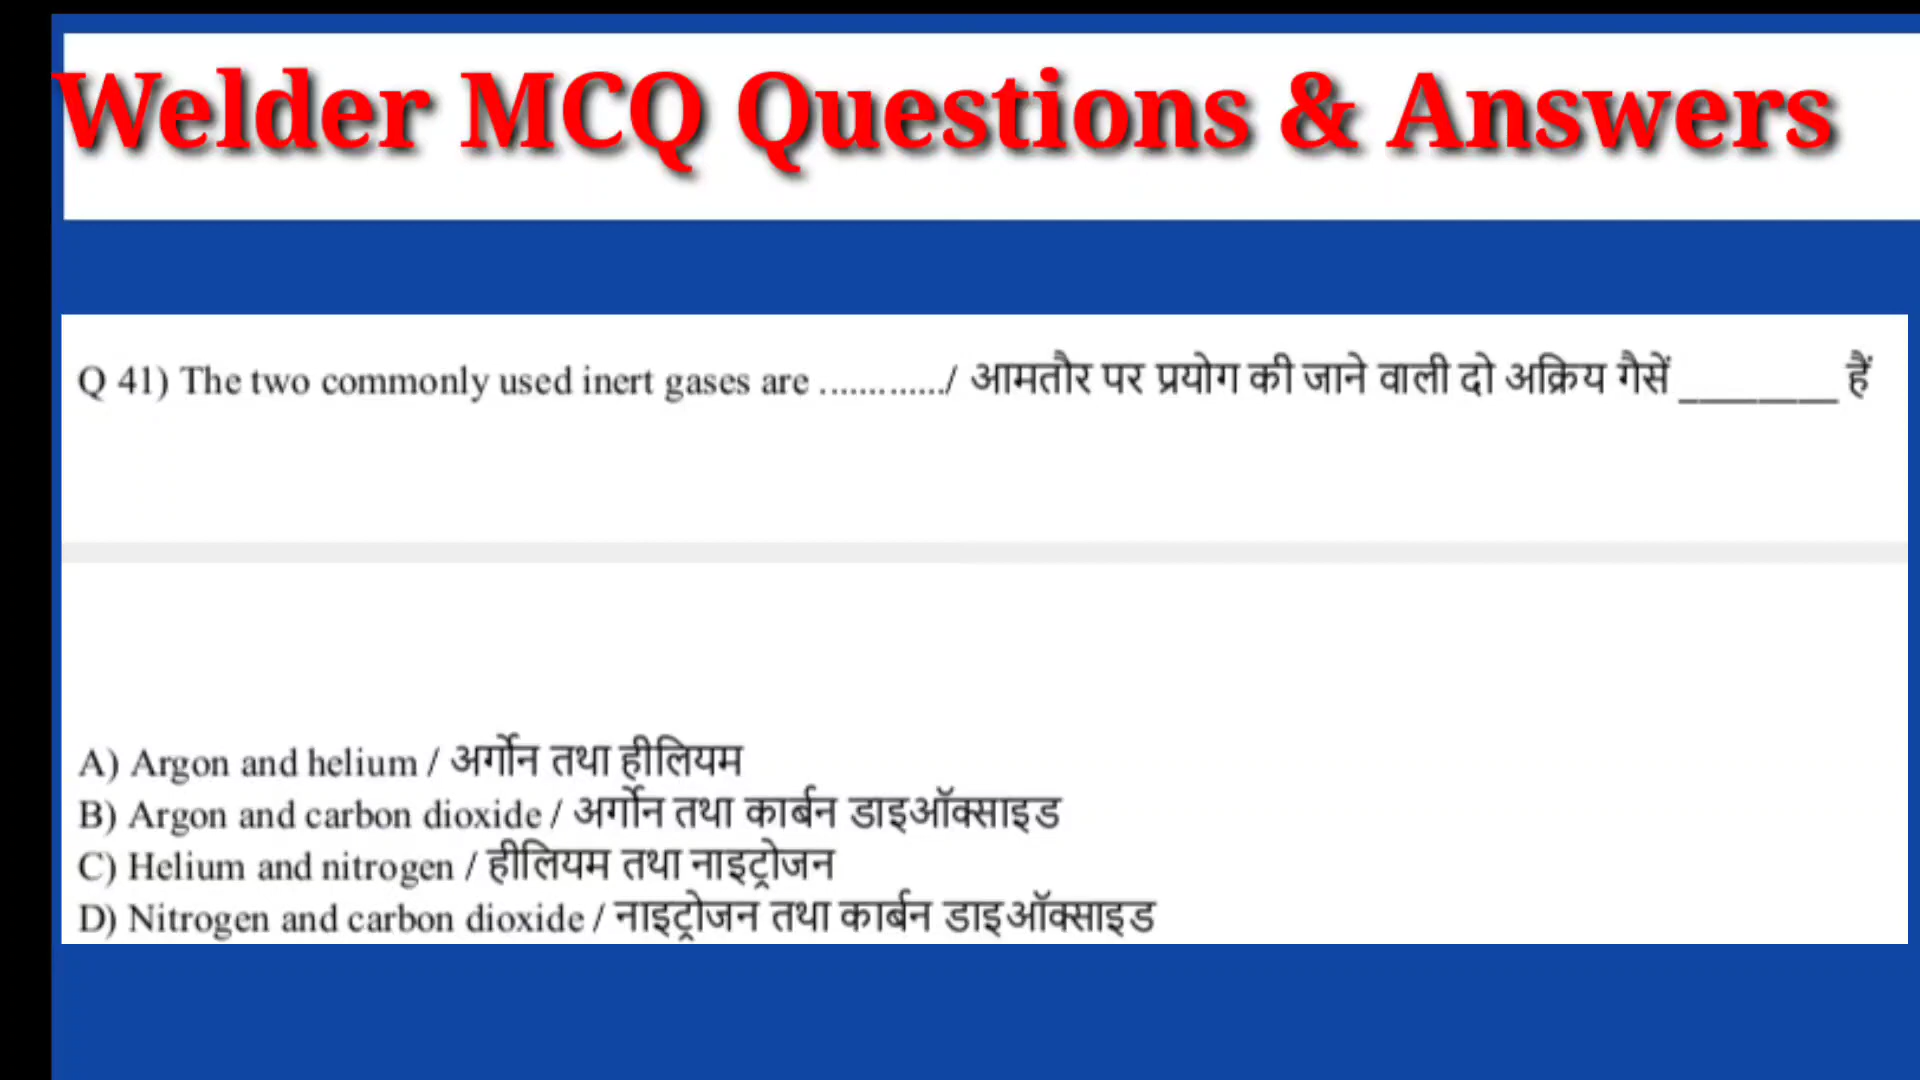 Welder MCQ Questions & Answers
Q 41) The two commonly used inert gases are ............./ आमतौर पर प्रयोग की जाने वाली दो अक्रिय गैसें ________ हैं
A) Argon and helium / अर्गोन तथा हीलियम
B) Argon and carbon dioxide / अर्गोन तथा कार्बन डाइऑक्साइड
C) Helium and nitrogen / हीलियम तथा नाइट्रोजन
D) Nitrogen and carbon dioxide / नाइट्रोजन तथा कार्बन डाइऑक्साइड